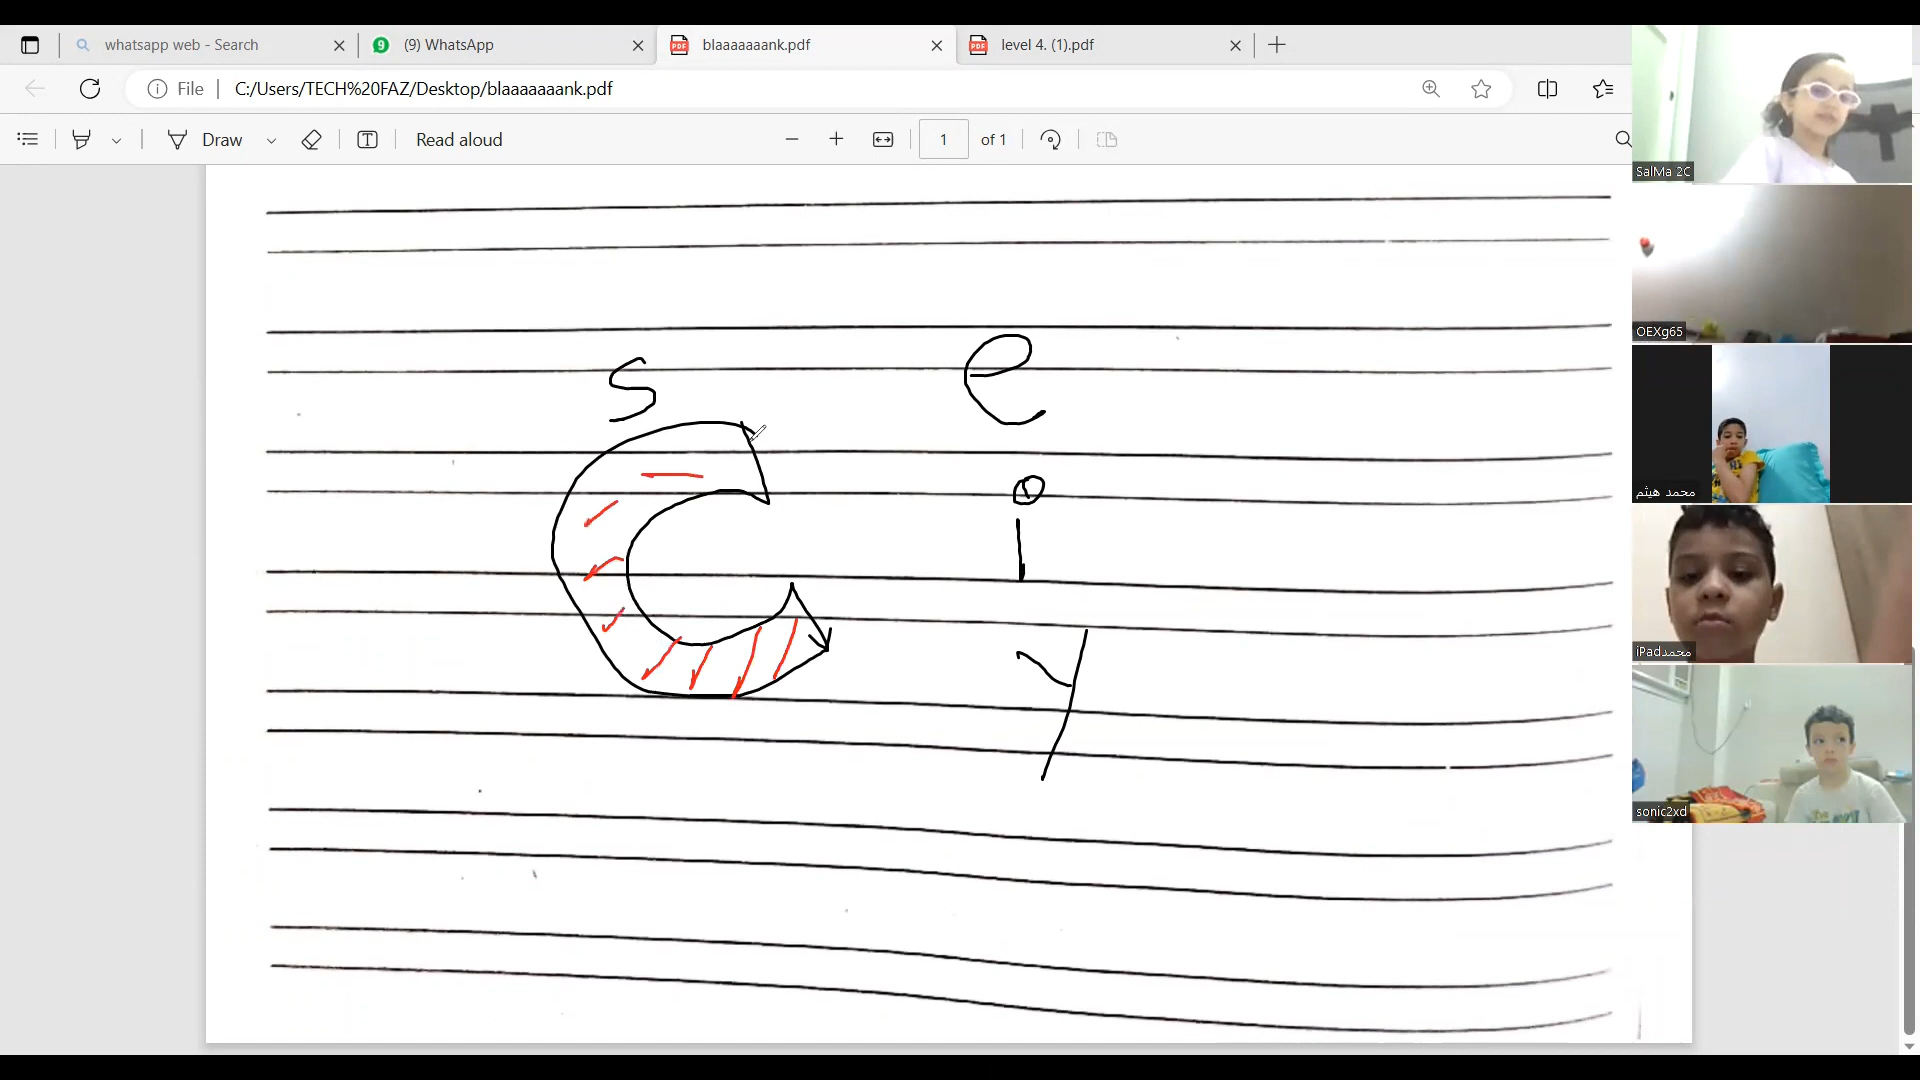 whatsapp web - Search
(9) WhatsApp
blaaaaaaank.pdf
level 4. (1).pdf
File
C:/Users/TECH%20FAZ/Desktop/blaaaaaaank.pdf
Draw
Read aloud
1 of 1
s
e
C
i
y
SalMa 2C
OEXg65
محمد هيثم
iPadمحمد
sonic2xd